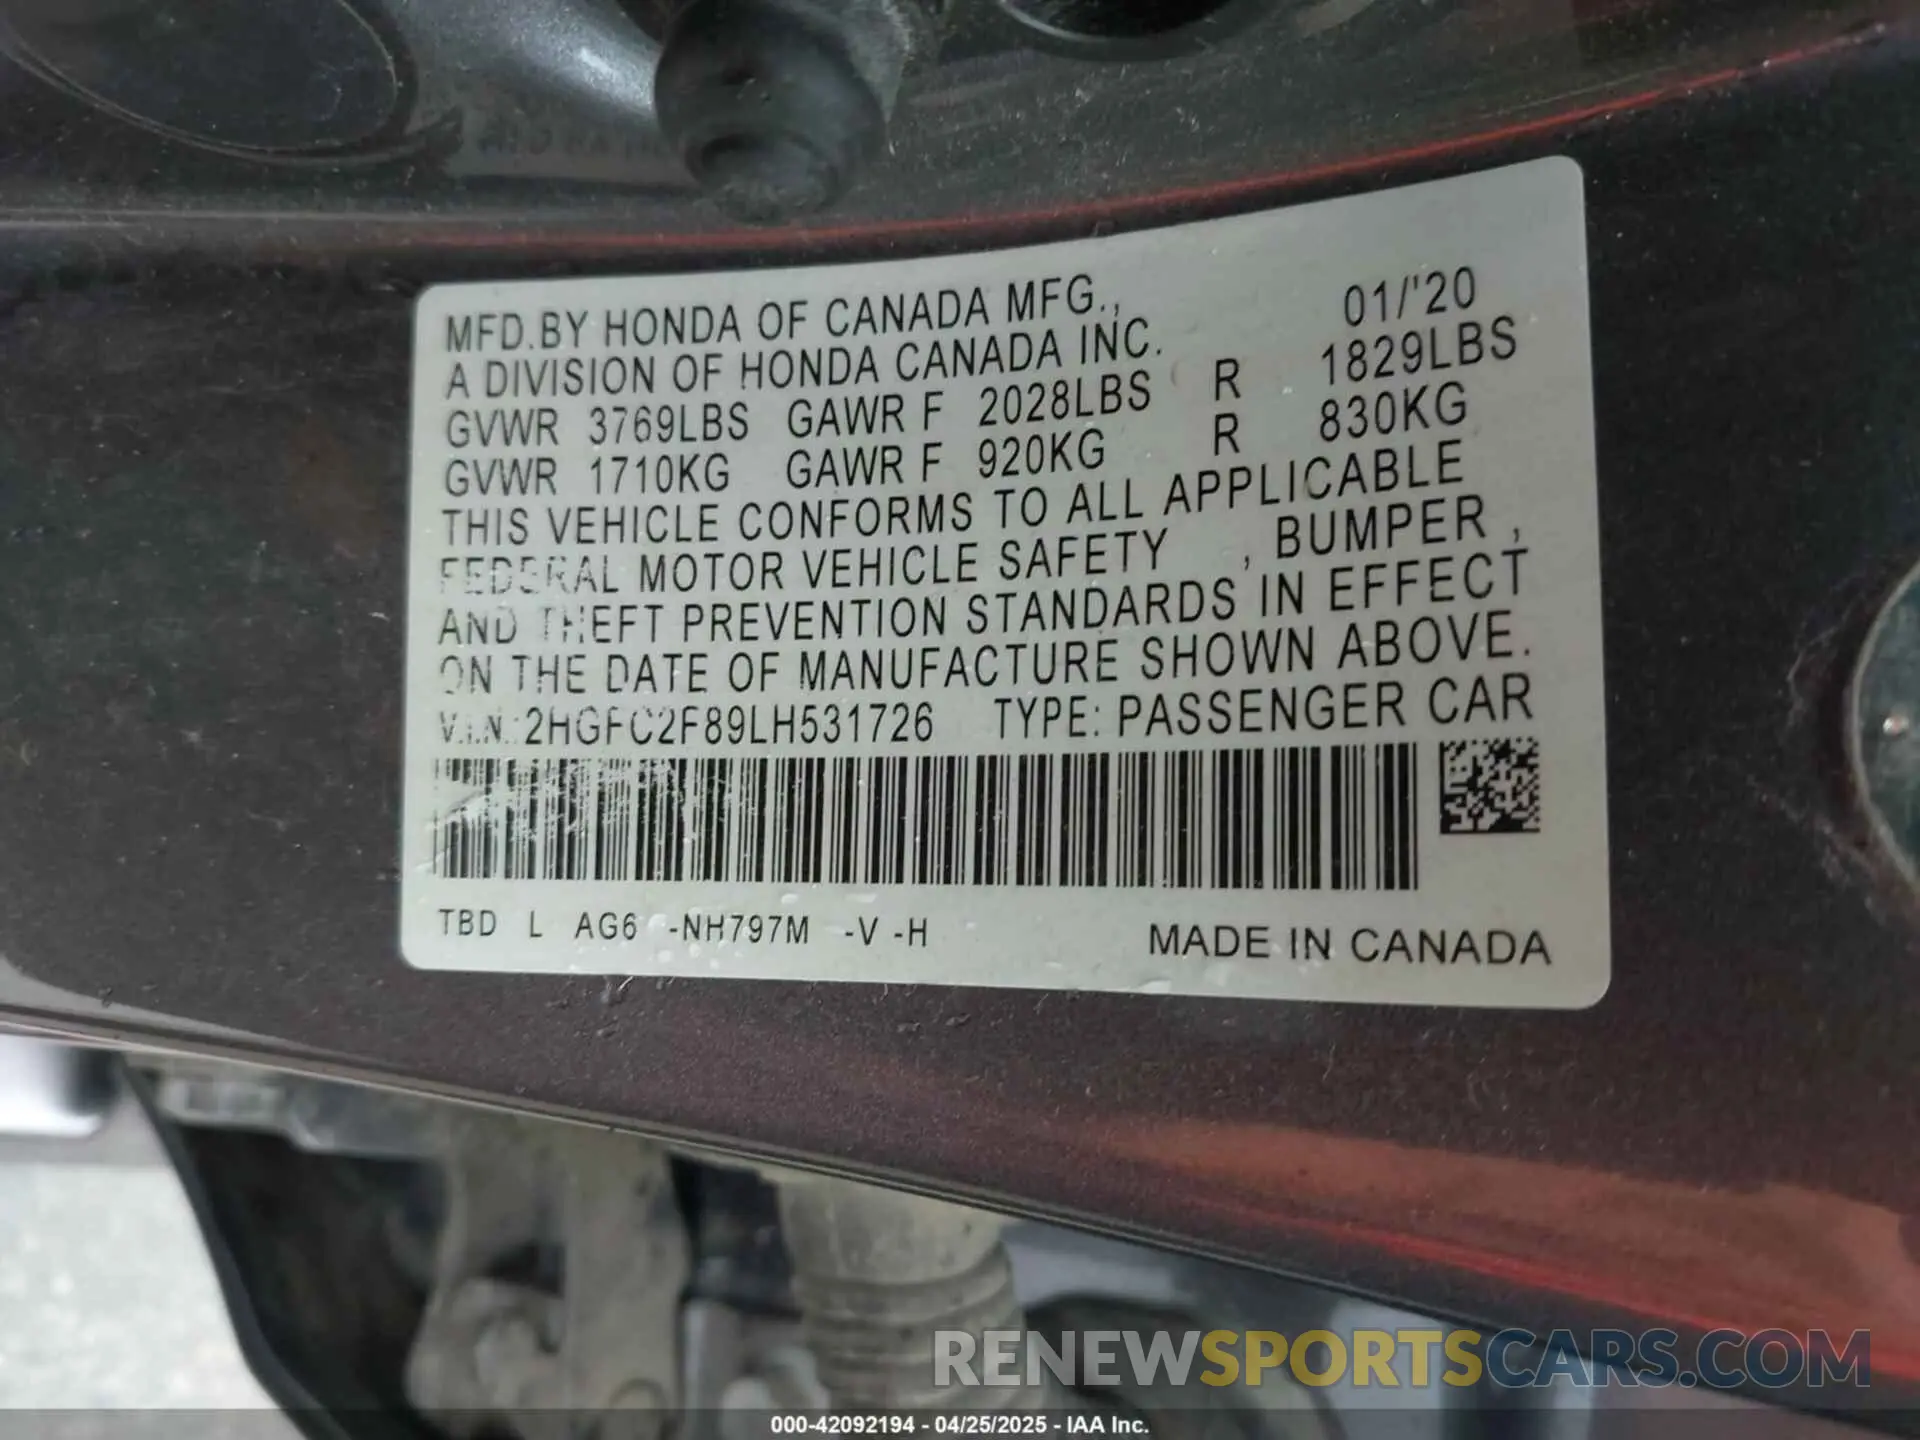 MFD.BY HONDA OF CANADA MFG.,
01/'20
A DIVISION OF HONDA CANADA INC.
GVWR 3769LBS GAWR F 2028LBS R 1829LBS
GVWR 1710KG GAWR F 920KG R 830KG
THIS VEHICLE CONFORMS TO ALL APPLICABLE
FEDERAL MOTOR VEHICLE SAFETY , BUMPER ,
AND THEFT PREVENTION STANDARDS IN EFFECT
ON THE DATE OF MANUFACTURE SHOWN ABOVE.
V.I.N.: 2HGFC2F89LH531726 TYPE: PASSENGER CAR
TBD L AG6 -NH797M -V -H
MADE IN CANADA
RENEWSPORTSCARS.COM
000-42092194 - 04/25/2025 - IAA Inc.